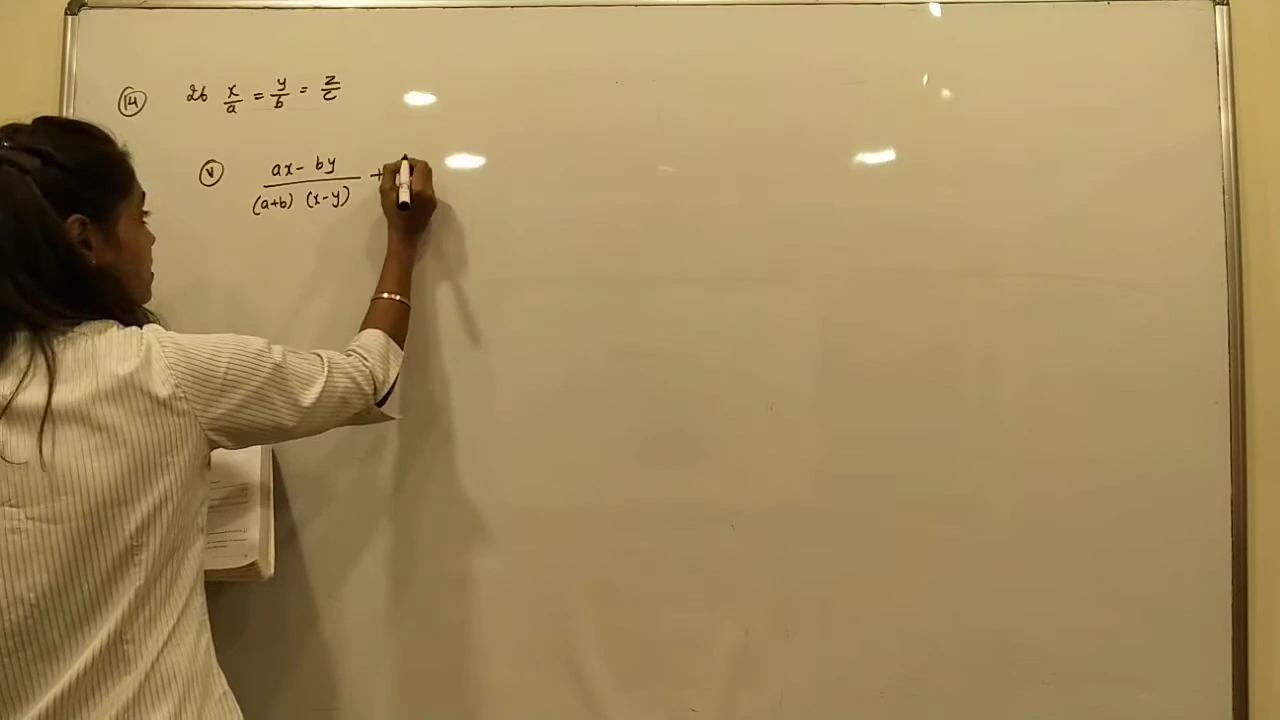 14 If x/a = y/b = z/c
v ax - by / (a+b) (x-y) +